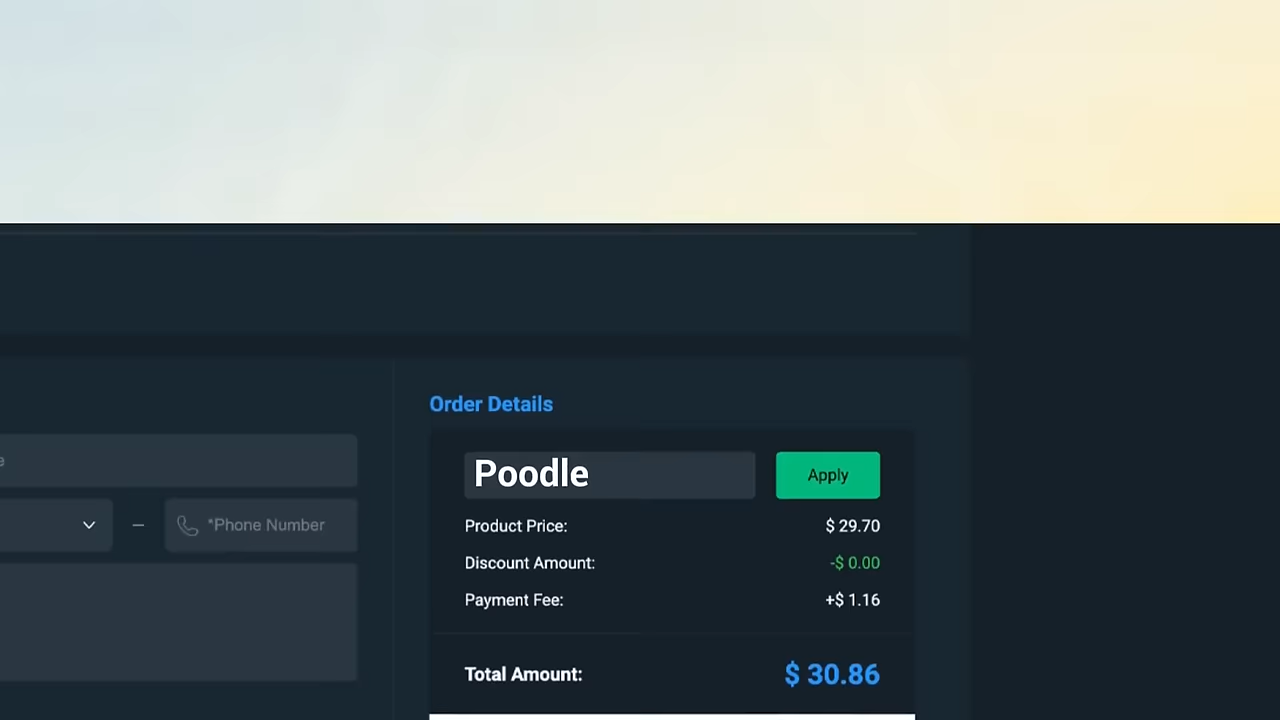 Order Details
Poodle
Apply
*Phone Number
Product Price:
$ 29.70
Discount Amount:
-$ 0.00
Payment Fee:
+$ 1.16
Total Amount:
$ 30.86